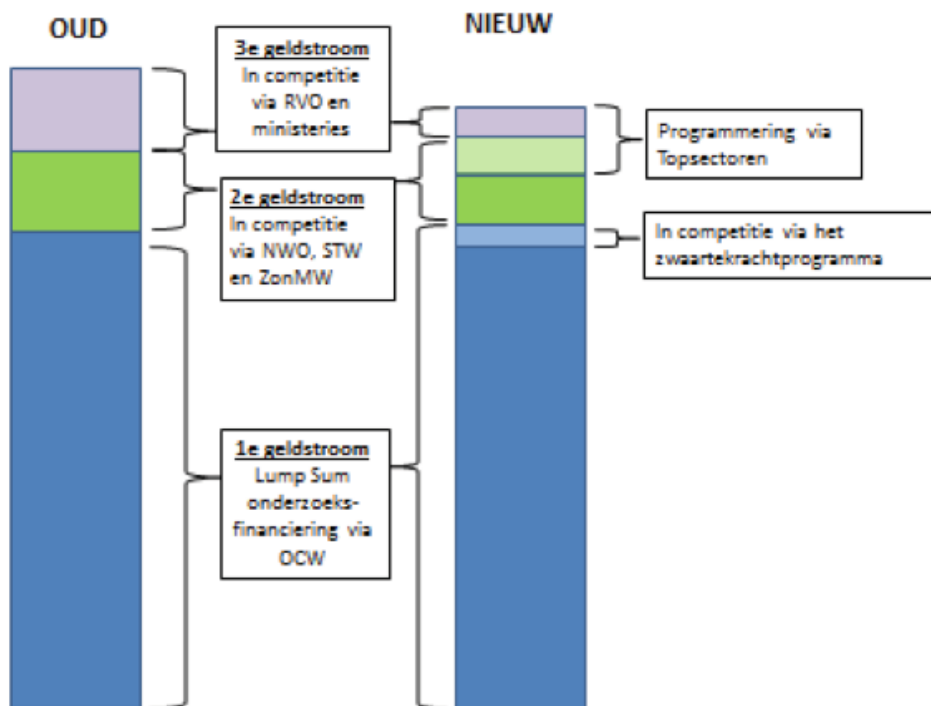 OUD
NIEUW
3e geldstroom
In competitie
via RVO en
ministeries
Programmering via
Topsectoren
2e geldstroom
In competitie
via NWO, STW
en ZonMW
In competitie via het
zwaartekrachtprogramma
1e geldstroom
Lump Sum
onderzoeks-
financiering via
OCW